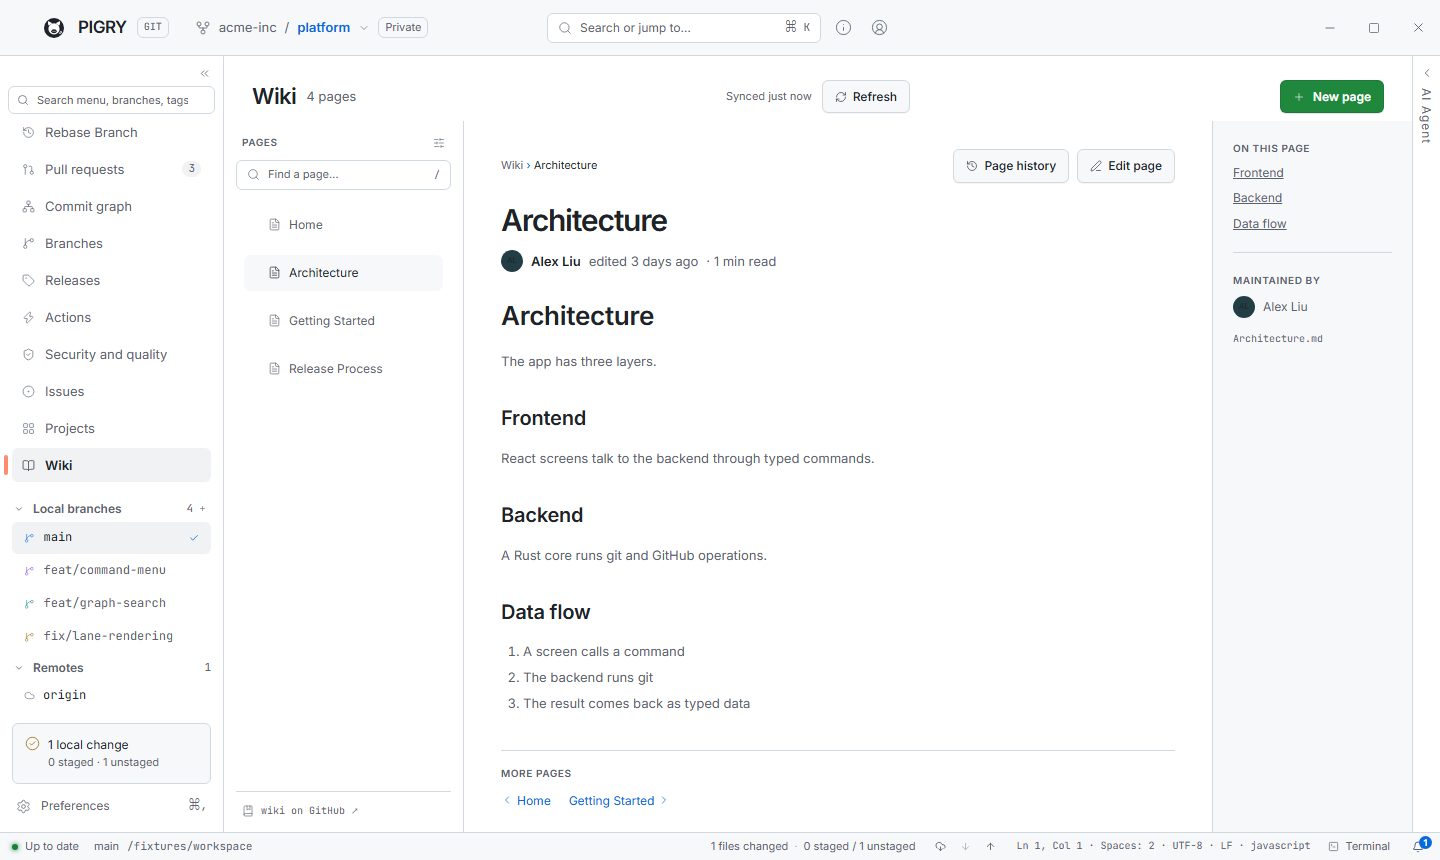 PIGRY GIT
acme-inc / platform Private
Search or jump to... ⌘ K
Search menu, branches, tags
Rebase Branch
Pull requests 3
Commit graph
Branches
Releases
Actions
Security and quality
Issues
Projects
Wiki
Local branches 4 +
main
feat/command-menu
feat/graph-search
fix/lane-rendering
Remotes 1
origin
1 local change
0 staged · 1 unstaged
Preferences ⌘,
Wiki 4 pages
Synced just now
Refresh
+ New page
PAGES
Find a page... /
Home
Architecture
Getting Started
Release Process
wiki on GitHub ↗
Wiki › Architecture
Page history
Edit page
Architecture
Alex Liu edited 3 days ago · 1 min read
Architecture
The app has three layers.
Frontend
React screens talk to the backend through typed commands.
Backend
A Rust core runs git and GitHub operations.
Data flow
1. A screen calls a command
2. The backend runs git
3. The result comes back as typed data
MORE PAGES
Home
Getting Started
ON THIS PAGE
Frontend
Backend
Data flow
MAINTAINED BY
Alex Liu
Architecture.md
AI Agent
Up to date main /fixtures/workspace
1 files changed · 0 staged / 1 unstaged
Ln 1, Col 1 · Spaces: 2 · UTF-8 · LF · javascript
Terminal
1